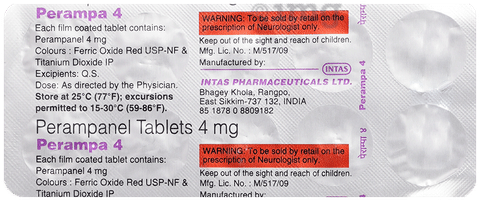 Perampa 4
Each film coated tablet contains:
Perampanel 4 mg
Colours : Ferric Oxide Red USP-NF &
Titanium Dioxide IP
Excipients: Q.S.
Dose: As directed by the Physician.
Store at 25°C (77°F); excursions
permitted to 15-30°C (59-86°F).
WARNING: To be sold by retail on the
prescription of Neurologist only.
Keep out of the sight and reach of children.
Mfg. Lic. No. : M/517/09
Manufactured by:
INTAS
INTAS PHARMACEUTICALS LTD.
Bhagey Khola, Rangpo,
East Sikkim-737 132, INDIA
85 1878 0 8809182
Perampanel Tablets 4 mg
Perampa 4
Each film coated tablet contains:
Perampanel 4 mg
Colours : Ferric Oxide Red USP-NF &
Titanium Dioxide IP
WARNING: To be sold by retail on the
prescription of Neurologist only.
Keep out of the sight and reach of children.
Mfg. Lic. No. : M/517/09
Manufactured by:
Perampa 4
पेराम्पा ४